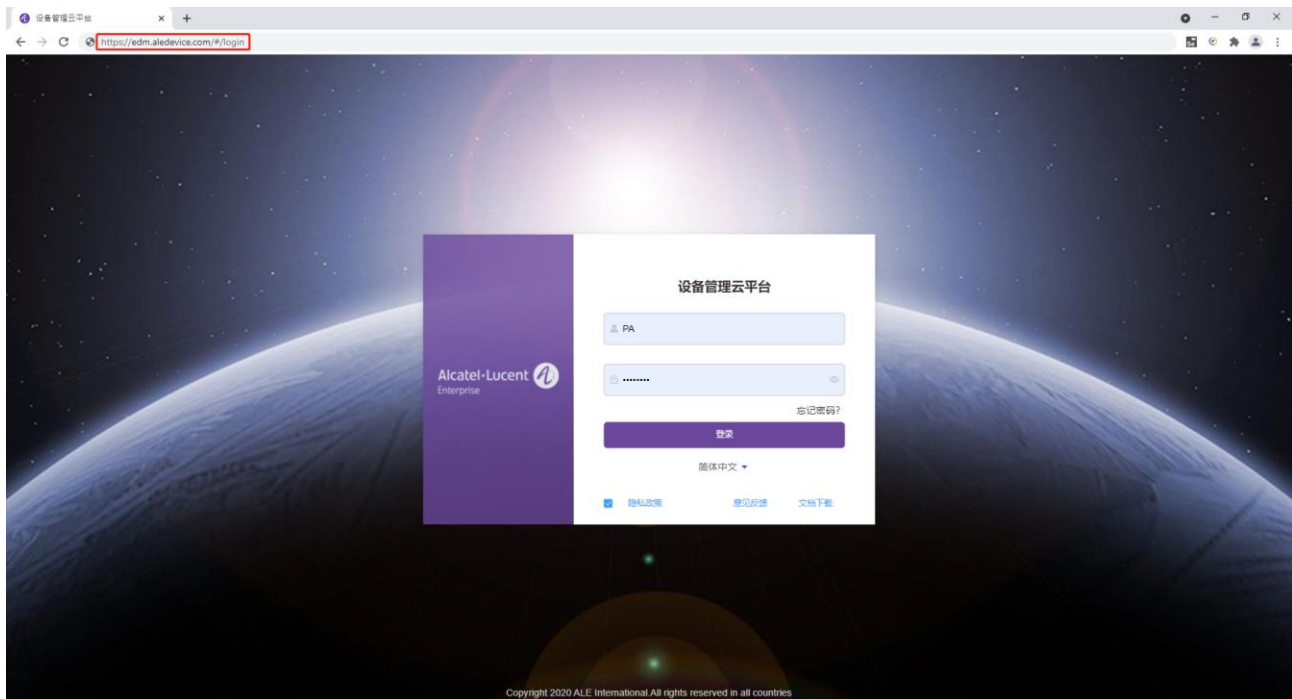 设备管理云平台
https://edm.aledevice.com/#/login
设备管理云平台
PA
Alcatel·Lucent
Enterprise
••••••••
忘记密码?
登录
简体中文
隐私政策 意见反馈 文档下载
Copyright 2020 ALE International.All rights reserved in all countries